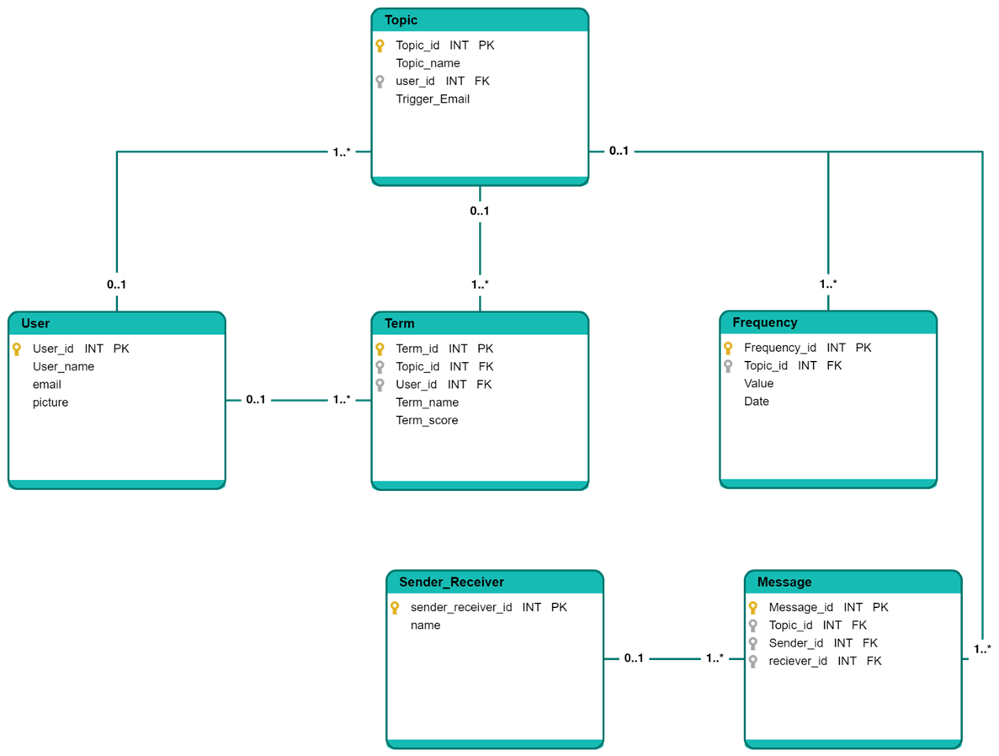 Topic
Topic_id INT PK
Topic_name
user_id INT FK
Trigger_Email
1..*
0..1
0..1
0..1
1..*
1..*
User
User_id INT PK
User_name
email
picture
0..1
1..*
Term
Term_id INT PK
Topic_id INT FK
User_id INT FK
Term_name
Term_score
Frequency
Frequency_id INT PK
Topic_id INT FK
Value
Date
Sender_Receiver
sender_receiver_id INT PK
name
0..1
1..*
Message
Message_id INT PK
Topic_id INT FK
Sender_id INT FK
reciever_id INT FK
1..*